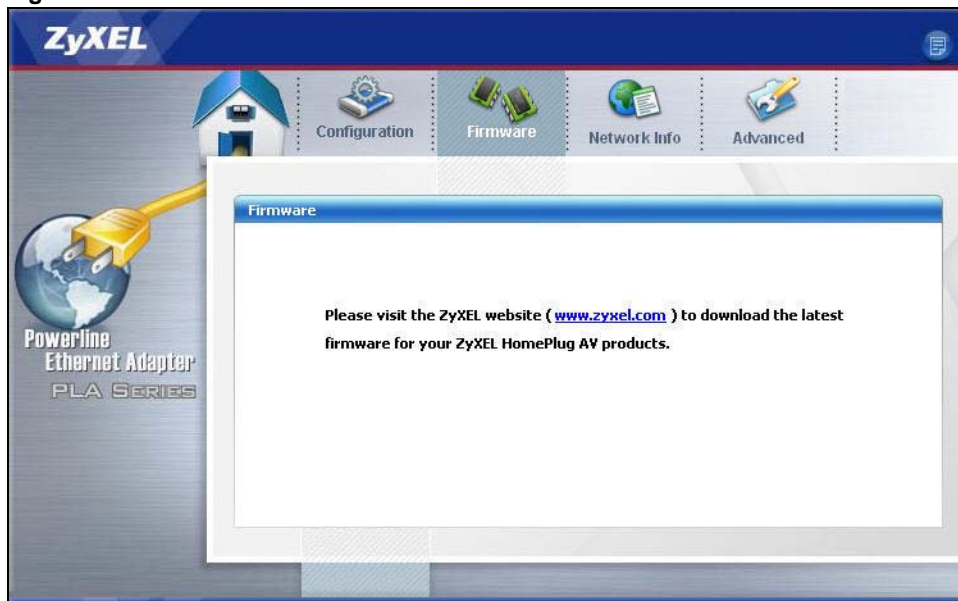 ZyXEL
Configuration
Firmware
Network Info
Advanced
Firmware
Please visit the ZyXEL website ( www.zyxel.com ) to download the latest
firmware for your ZyXEL HomePlug AV products.
Powerline
Ethernet Adapter
PLA SERIES